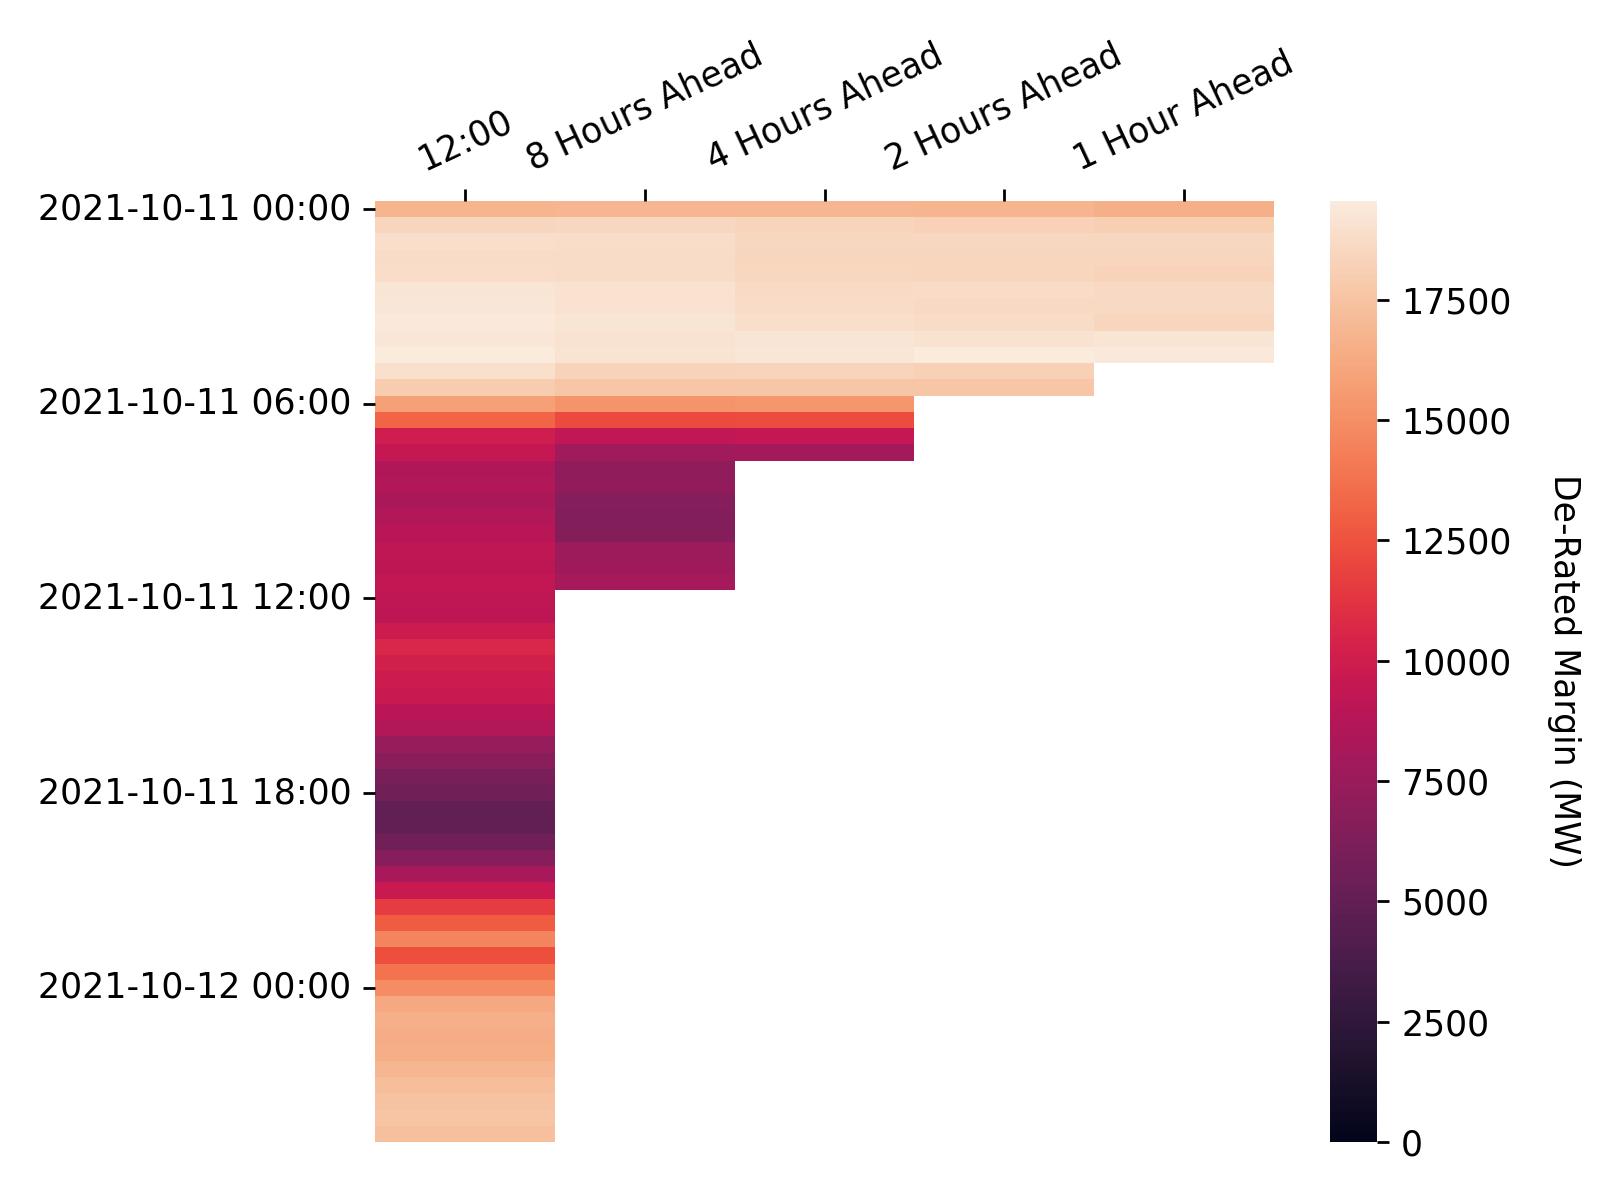 12:00
8 Hours Ahead
4 Hours Ahead
2 Hours Ahead
1 Hour Ahead
2021-10-11 00:00
2021-10-11 06:00
2021-10-11 12:00
2021-10-11 18:00
2021-10-12 00:00
17500
15000
12500
10000
7500
5000
2500
0
De-Rated Margin (MW)